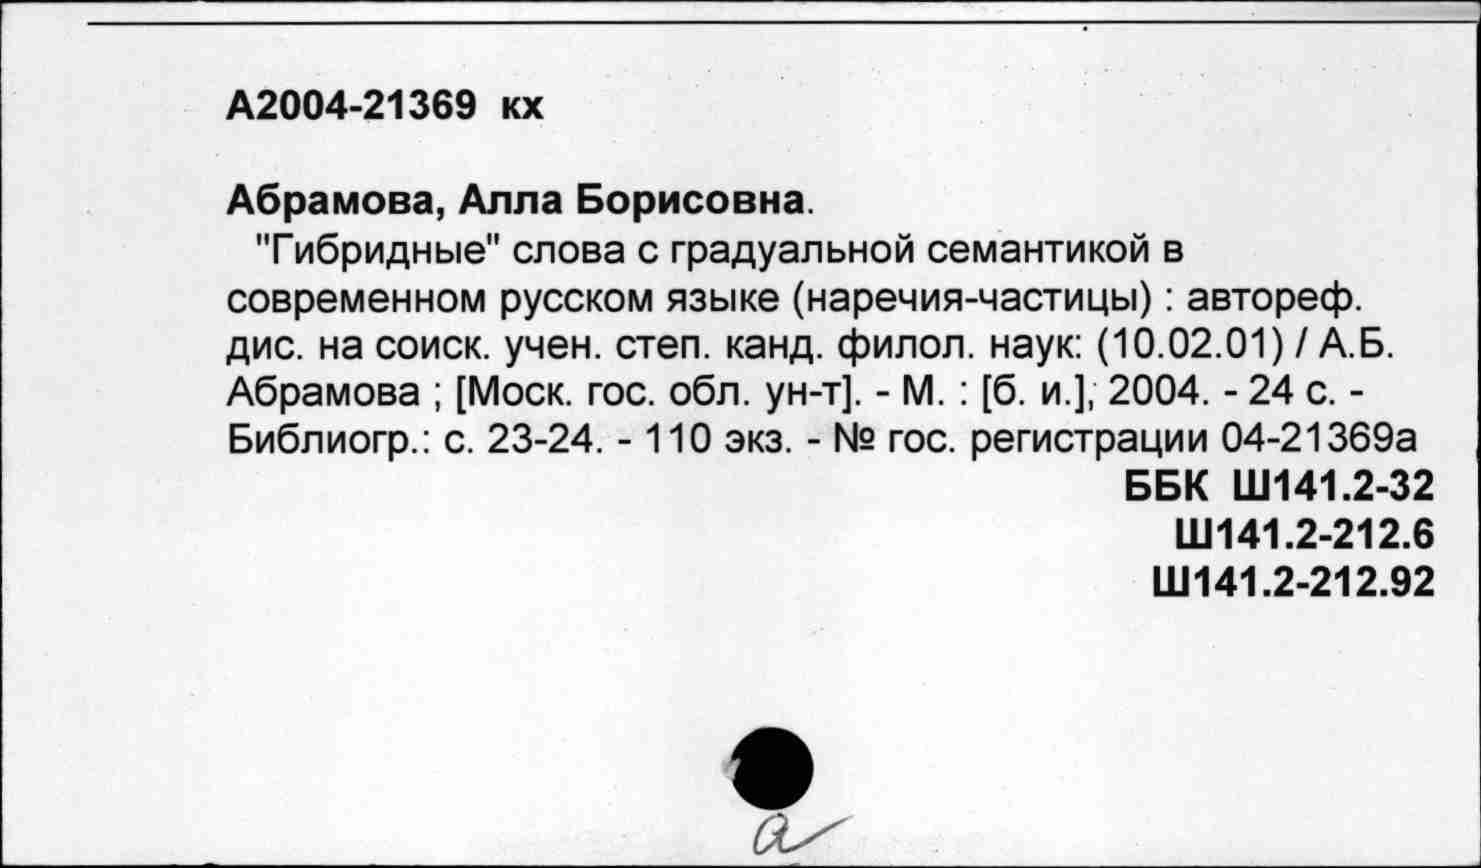 А2004-21369 кх
Абрамова, Алла Борисовна.
"Гибридные" слова с градуальной семантикой в
современном русском языке (наречия-частицы) : автореф.
дис. на соиск. учен. степ. канд. филол. наук: (10.02.01) / А.Б.
Абрамова ; [Моск. гос. обл. ун-т]. - М. : [б. и.], 2004. - 24 с. -
Библиогр.: с. 23-24. - 110 экз. - № гос. регистрации 04-21369а
ББК Ш141.2-32
Ш141.2-212.6
Ш141.2-212.92
а